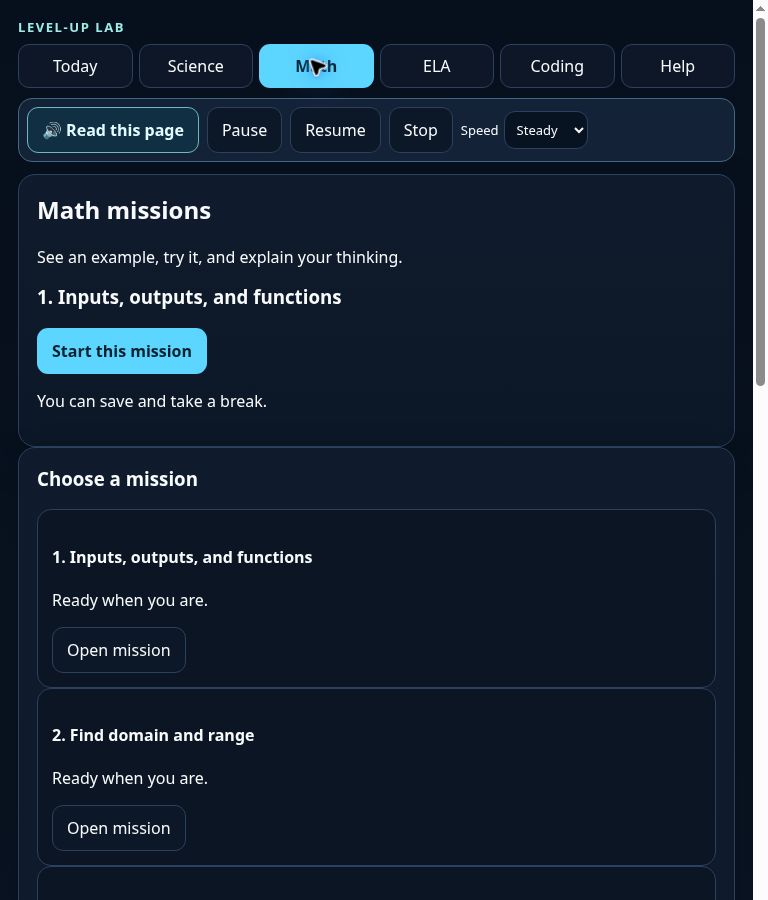 LEVEL-UP LAB
Today Science Math ELA Coding Help
🔊 Read this page Pause Resume Stop Speed Steady
Math missions
See an example, try it, and explain your thinking.
1. Inputs, outputs, and functions
Start this mission
You can save and take a break.
Choose a mission
1. Inputs, outputs, and functions
Ready when you are.
Open mission
2. Find domain and range
Ready when you are.
Open mission